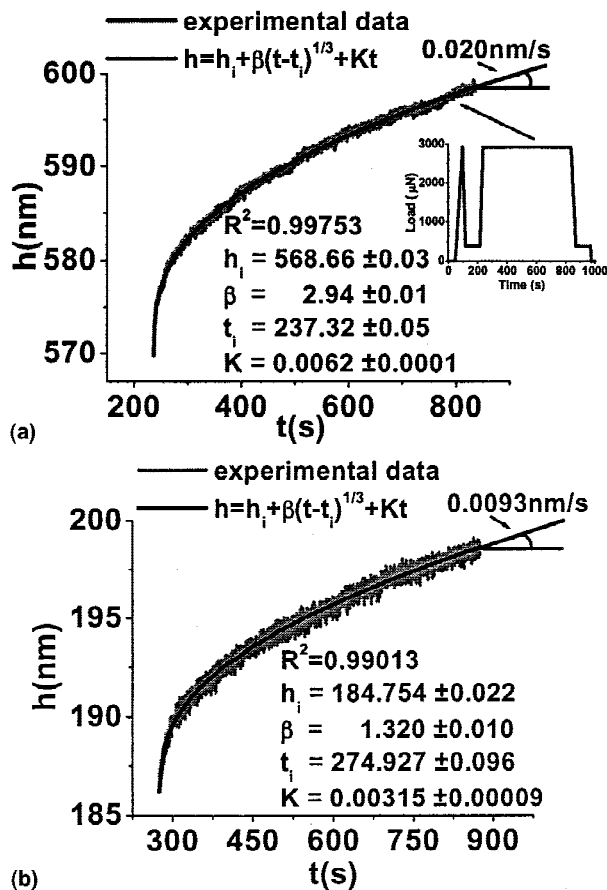 experimental data
h=hᵢ+β(t-tᵢ)¹/³+Kt
0.020nm/s
600
590
580
570
h(nm)
R²=0.99753
hᵢ = 568.66 ±0.03
β = 2.94 ±0.01
tᵢ = 237.32 ±0.05
K = 0.0062 ±0.0001
Load (μN)
3000
2000
1000
0
0 200 400 600 800 1000
Time (s)
200 400 600 800
t(s)
(a)
experimental data
h=hᵢ+β(t-tᵢ)¹/³+Kt
0.0093nm/s
200
195
190
185
h(nm)
R²=0.99013
hᵢ = 184.754 ±0.022
β = 1.320 ±0.010
tᵢ = 274.927 ±0.096
K = 0.00315 ±0.00009
300 450 600 750 900
t(s)
(b)